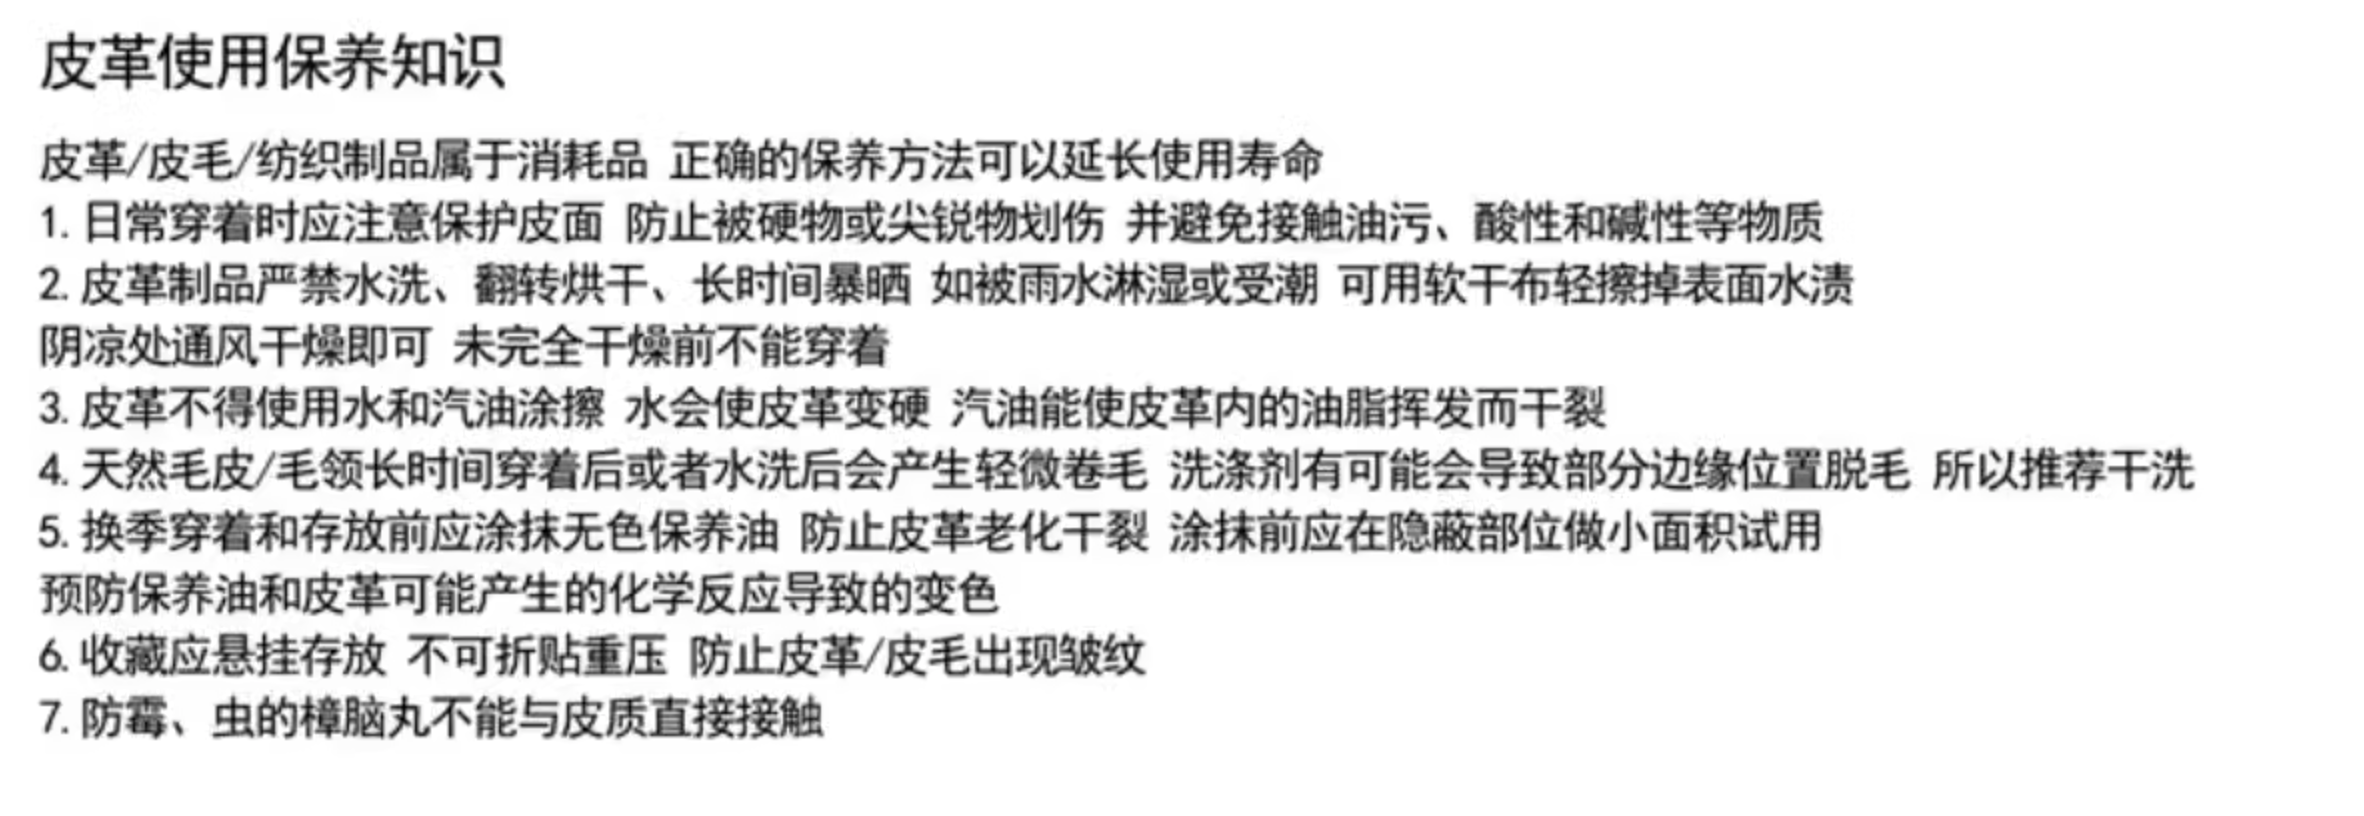 皮革使用保养知识
皮革/皮毛/纺织制品属于消耗品 正确的保养方法可以延长使用寿命
1. 日常穿着时应注意保护皮面 防止被硬物或尖锐物划伤 并避免接触油污、酸性和碱性等物质
2. 皮革制品严禁水洗、翻转烘干、长时间暴晒 如被雨水淋湿或受潮 可用软干布轻擦掉表面水渍
阴凉处通风干燥即可 未完全干燥前不能穿着
3. 皮革不得使用水和汽油涂擦 水会使皮革变硬 汽油能使皮革内的油脂挥发而干裂
4. 天然毛皮/毛领长时间穿着后或者水洗后会产生轻微卷毛 洗涤剂有可能会导致部分边缘位置脱毛 所以推荐干洗
5. 换季穿着和存放前应涂抹无色保养油 防止皮革老化干裂 涂抹前应在隐蔽部位做小面积试用
预防保养油和皮革可能产生的化学反应导致的变色
6. 收藏应悬挂存放 不可折贴重压 防止皮革/皮毛出现皱纹
7. 防霉、虫的樟脑丸不能与皮质直接接触